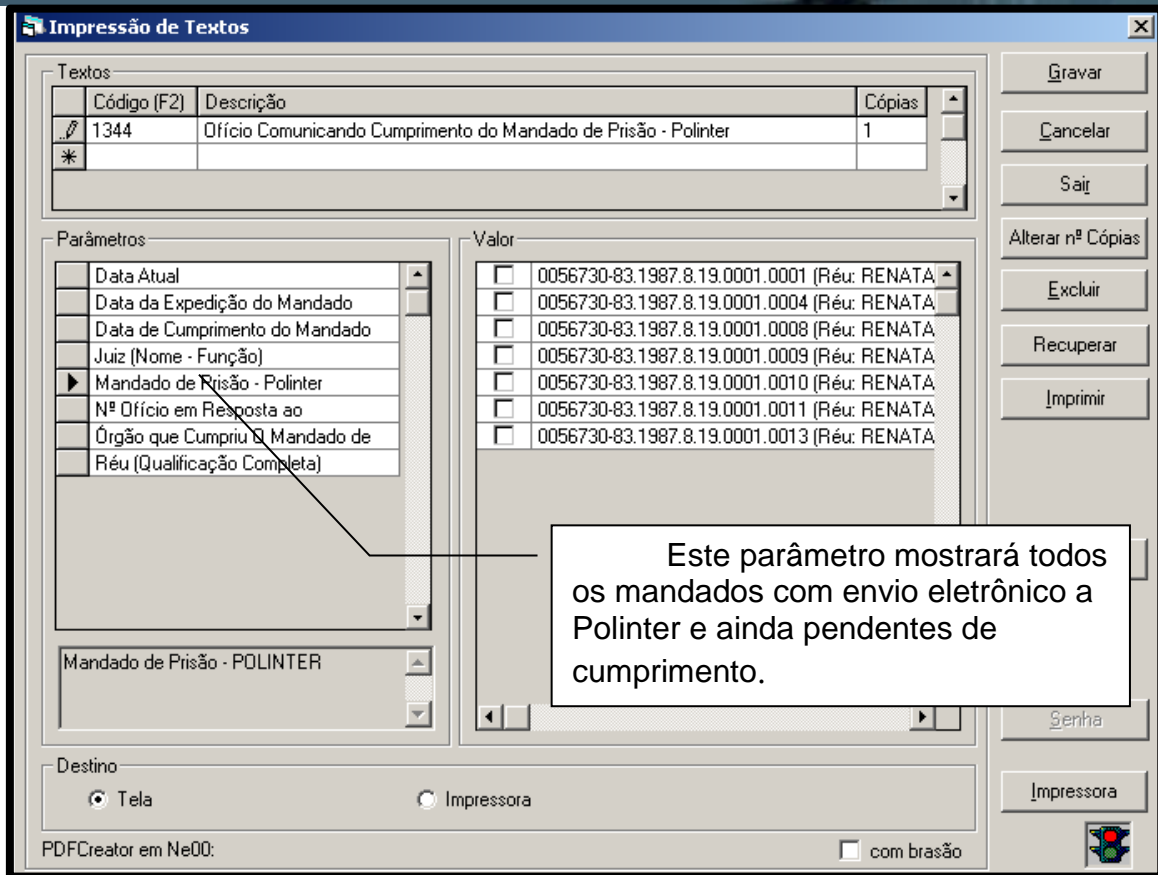 Impressão de Textos
Textos
Código (F2) Descrição Cópias
1344 Ofício Comunicando Cumprimento do Mandado de Prisão - Polinter 1
Parâmetros
Data Atual
Data da Expedição do Mandado
Data de Cumprimento do Mandado
Juiz (Nome - Função)
Mandado de Prisão - Polinter
Nº Ofício em Resposta ao
Órgão que Cumpriu O Mandado de
Réu (Qualificação Completa)
Mandado de Prisão - POLINTER
Valor
0056730-83.1987.8.19.0001.0001 (Réu: RENATA
0056730-83.1987.8.19.0001.0004 (Réu: RENATA
0056730-83.1987.8.19.0001.0008 (Réu: RENATA
0056730-83.1987.8.19.0001.0009 (Réu: RENATA
0056730-83.1987.8.19.0001.0010 (Réu: RENATA
0056730-83.1987.8.19.0001.0011 (Réu: RENATA
0056730-83.1987.8.19.0001.0013 (Réu: RENATA
Este parâmetro mostrará todos
os mandados com envio eletrônico a
Polinter e ainda pendentes de
cumprimento.
Destino
Tela Impressora
PDFCreator em Ne00: com brasão
Gravar
Cancelar
Sair
Alterar nº Cópias
Excluir
Recuperar
Imprimir
Senha
Impressora